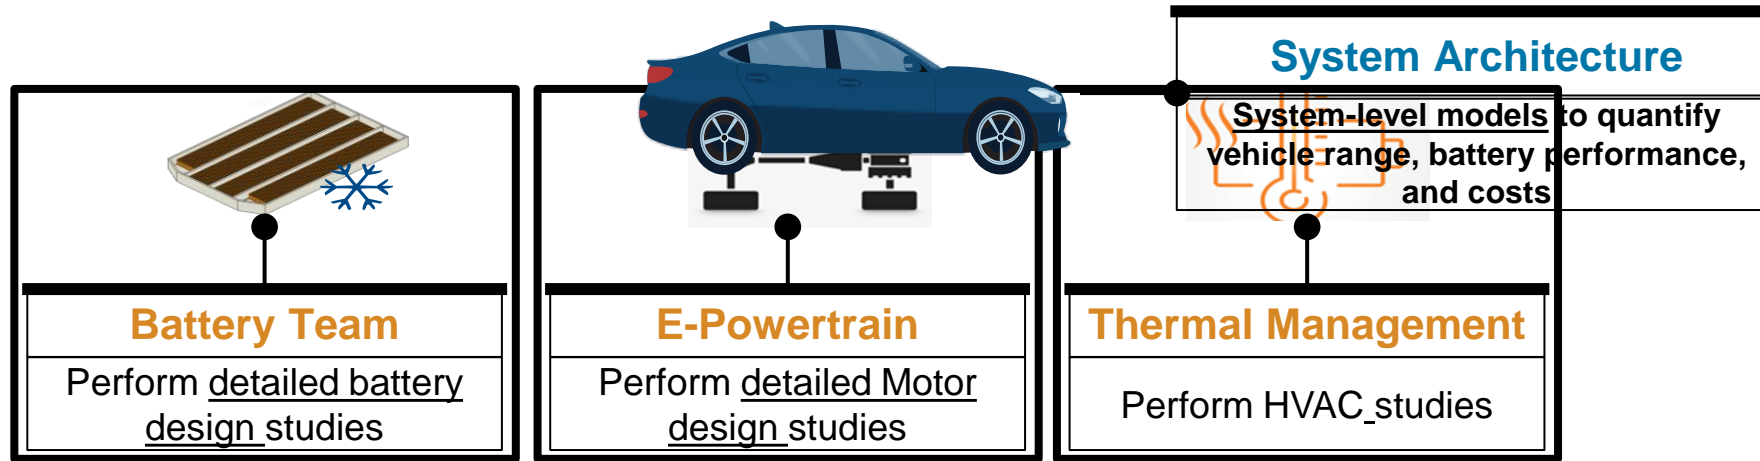 System Architecture
System-level models to quantify
vehicle range, battery performance,
and costs
Battery Team
Perform detailed battery
design studies
E-Powertrain
Perform detailed Motor
design studies
Thermal Management
Perform HVAC studies